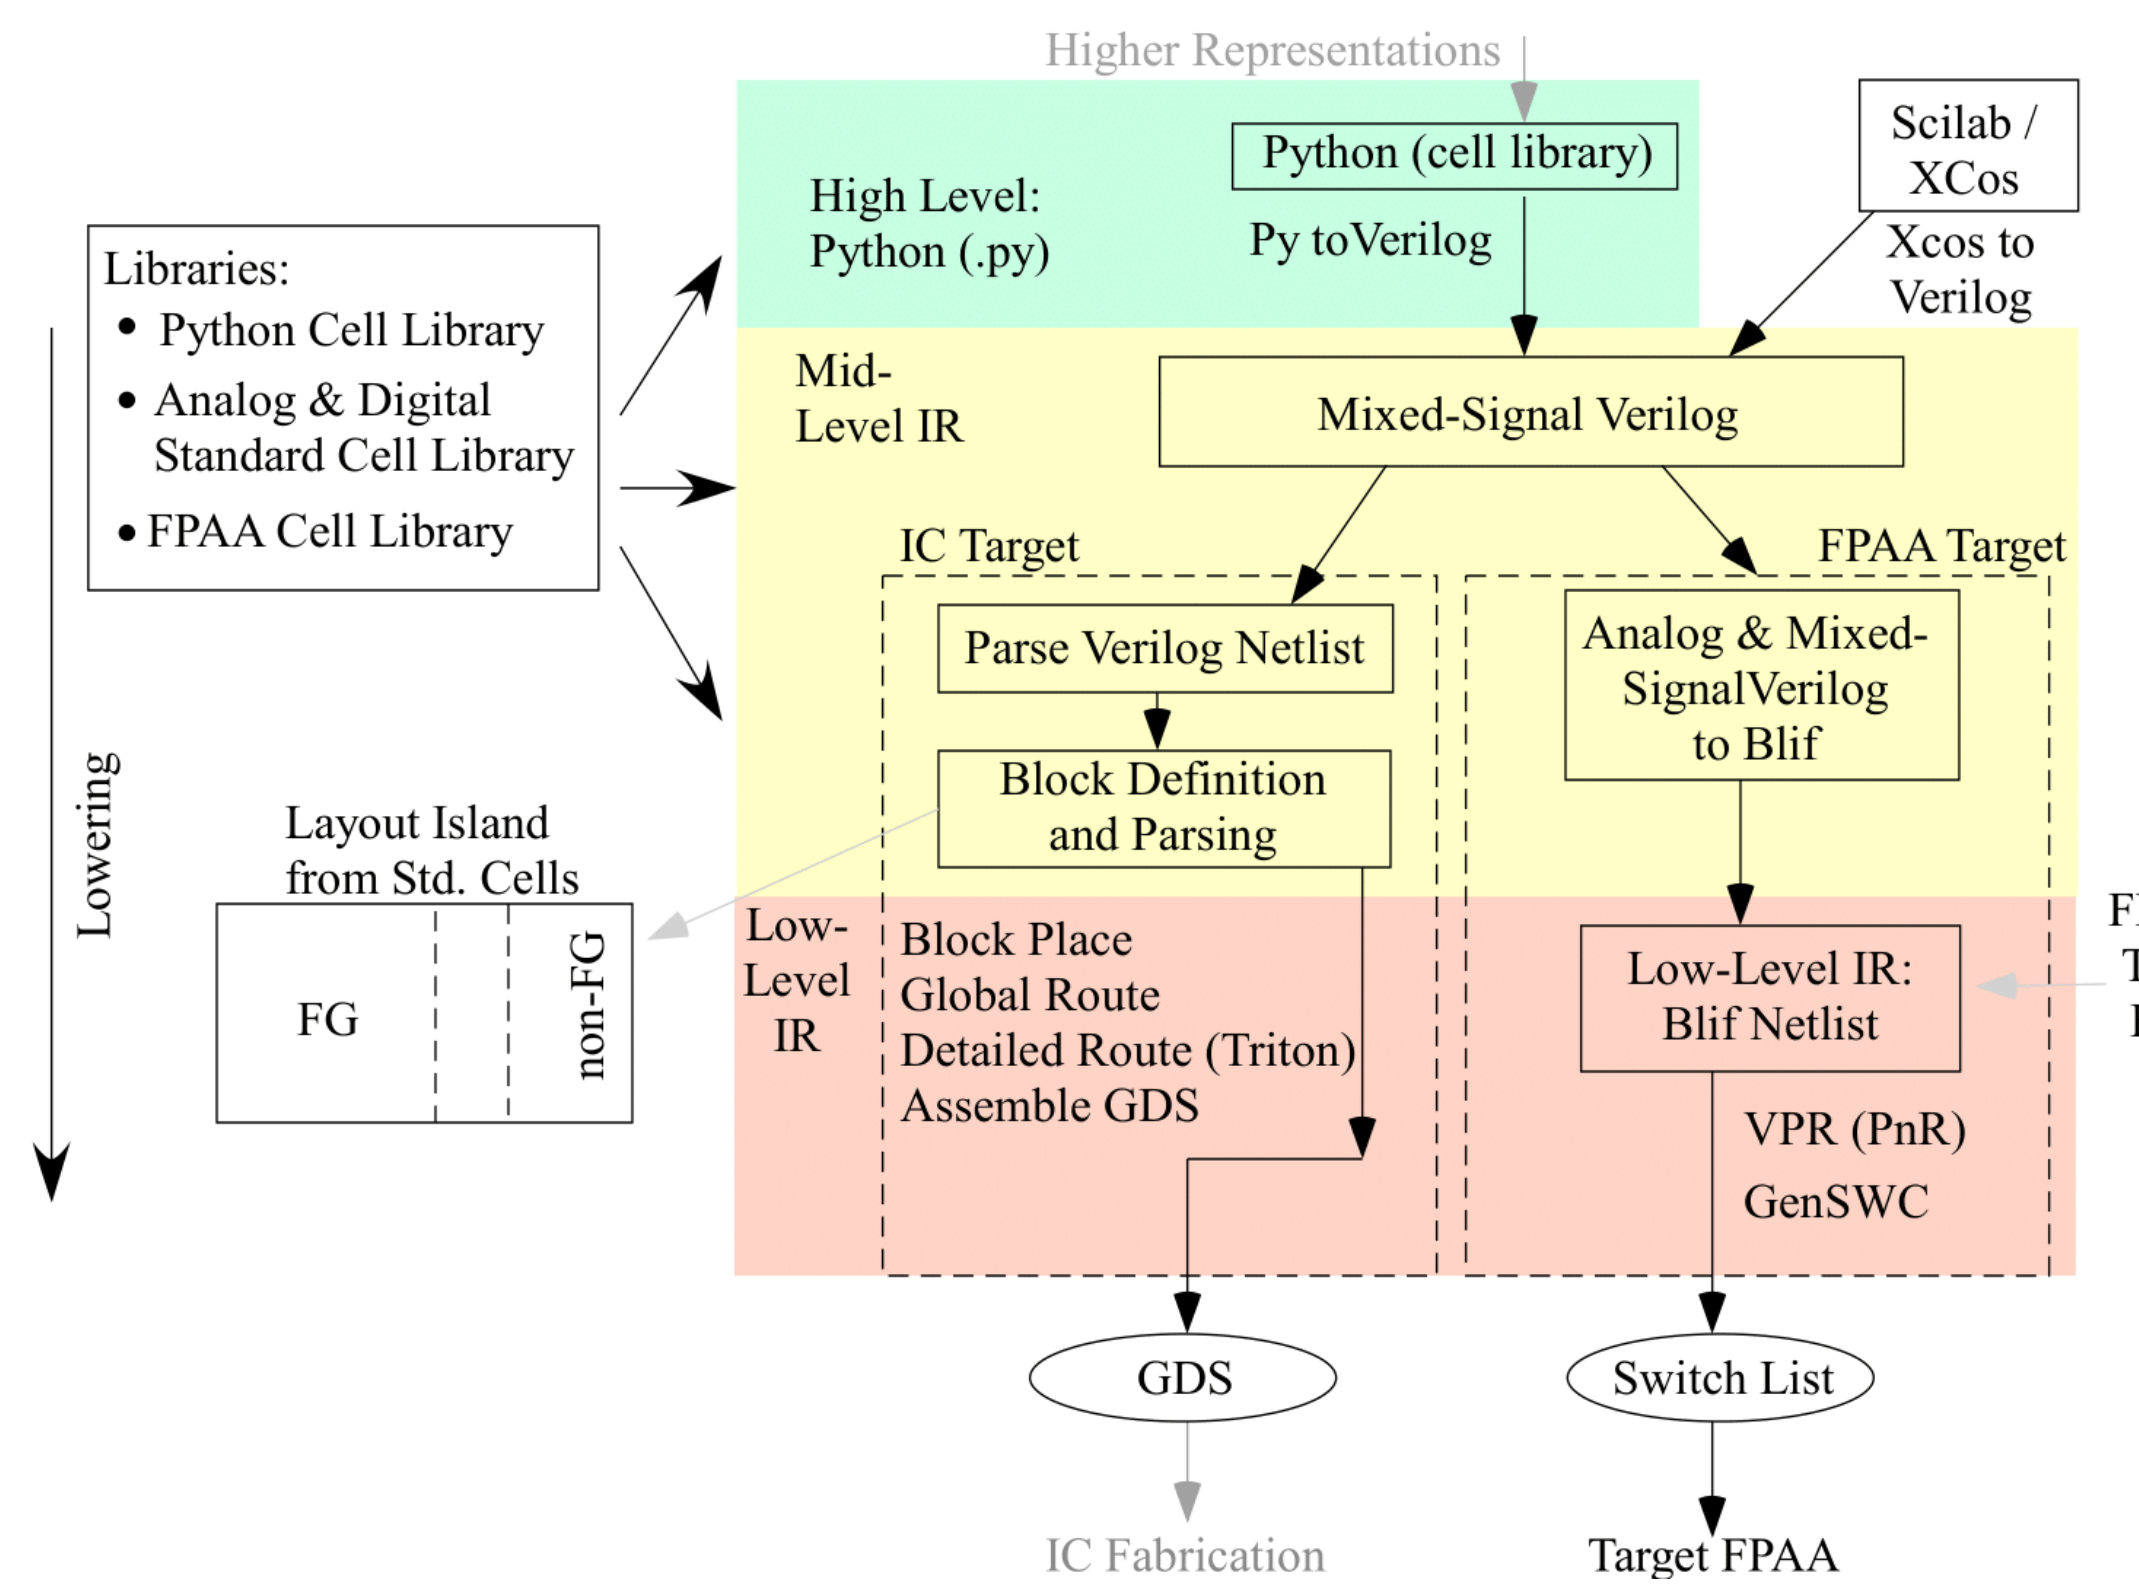 Higher Representations
Python (cell library)
Scilab /
XCos
High Level:
Python (.py)
Py toVerilog
Xcos to
Verilog
Libraries:
• Python Cell Library
• Analog & Digital
Standard Cell Library
• FPAA Cell Library
Mid-
Level IR
Mixed-Signal Verilog
IC Target
FPAA Target
Parse Verilog Netlist
Analog & Mixed-
SignalVerilog
to Blif
Block Definition
and Parsing
Lowering
Layout Island
from Std. Cells
FG
non-FG
Low-
Level
IR
Block Place
Global Route
Detailed Route (Triton)
Assemble GDS
Low-Level IR:
Blif Netlist
VPR (PnR)
GenSWC
GDS
Switch List
IC Fabrication
Target FPAA